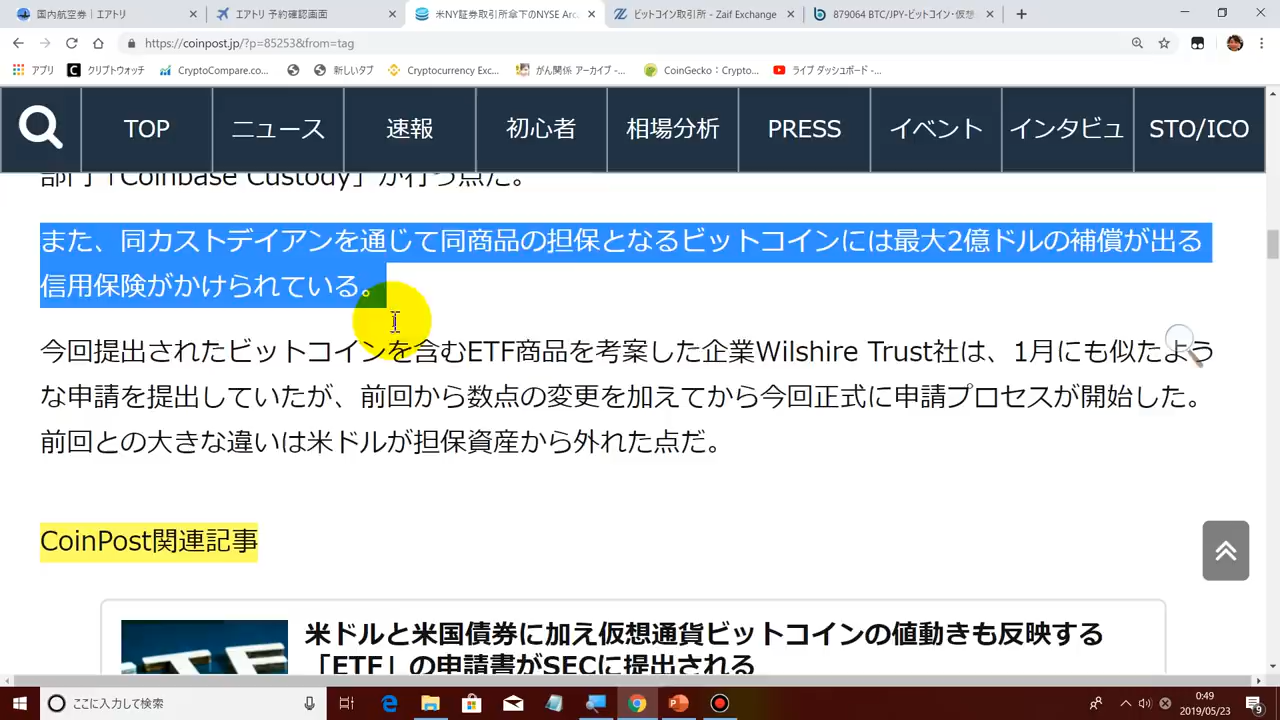 国内航空券｜エアトリ
エアトリ 予約確認画面
米NY証券取引所傘下のNYSE Arc
ビットコイン取引所 - Zaif Exchange
879064 BTC/JPY-ビットコイン・仮想
https://coinpost.jp/?p=85253&from=tag
アプリ
クリプトウォッチ
CryptoCompare.co...
新しいタブ
Cryptocurrency Exc...
がん関係 アーカイブ -...
CoinGecko：Crypto...
ライブ ダッシュボード -...
TOP
ニュース
速報
初心者
相場分析
PRESS
イベント
インタビュ
STO/ICO
部門「Coinbase Custody」が行う点だ。
また、同カストデイアンを通じて同商品の担保となるビットコインには最大2億ドルの補償が出る
信用保険がかけられている。
今回提出されたビットコインを含むETF商品を考案した企業Wilshire Trust社は、1月にも似たよう
な申請を提出していたが、前回から数点の変更を加えてから今回正式に申請プロセスが開始した。
前回との大きな違いは米ドルが担保資産から外れた点だ。
CoinPost関連記事
米ドルと米国債券に加え仮想通貨ビットコインの値動きも反映する
「ETF」の申請書がSECに提出される
ここに入力して検索
0:49
2019/05/23
9